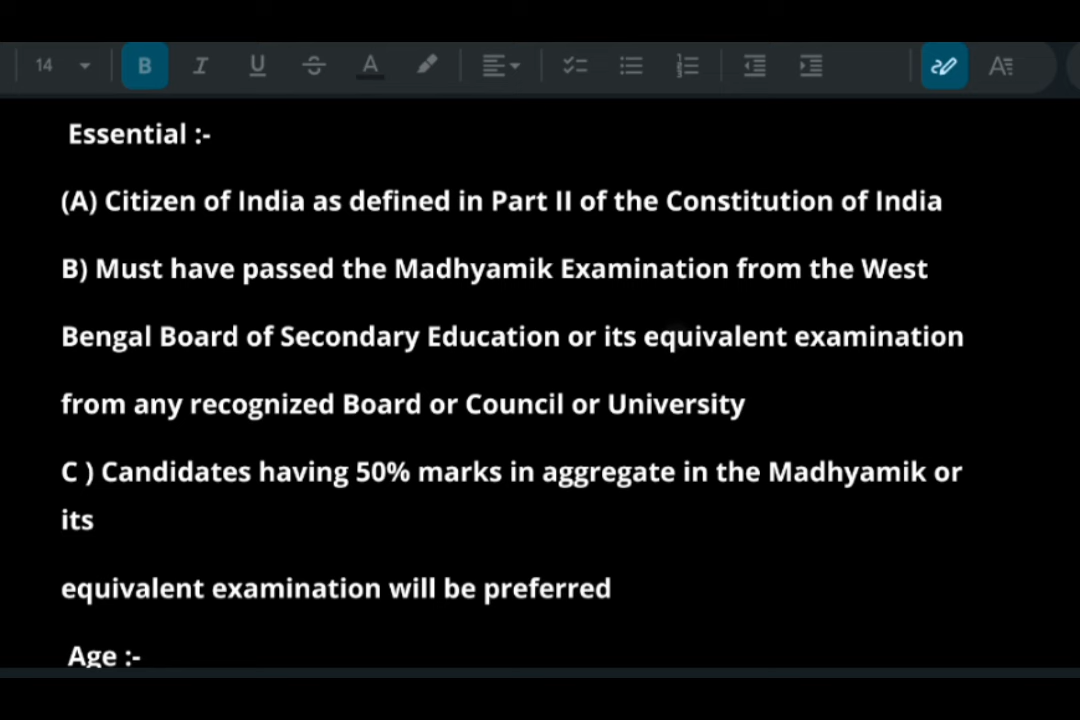 14 B I U S A A
Essential :-
(A) Citizen of India as defined in Part II of the Constitution of India
B) Must have passed the Madhyamik Examination from the West
Bengal Board of Secondary Education or its equivalent examination
from any recognized Board or Council or University
C ) Candidates having 50% marks in aggregate in the Madhyamik or
its
equivalent examination will be preferred
Age :-